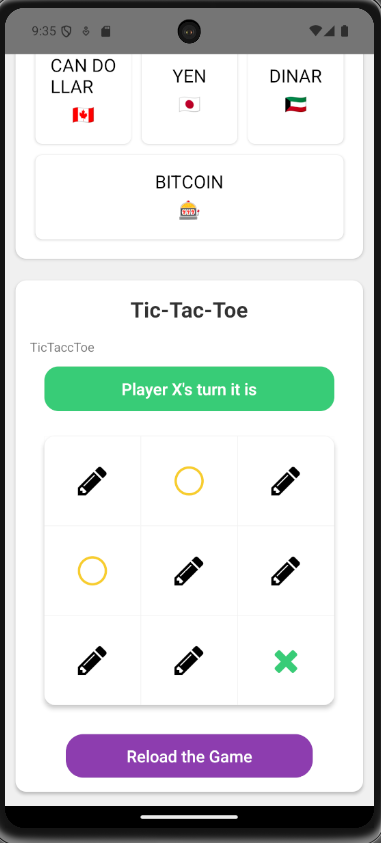 9:35
CAN DO
LLAR
YEN
DINAR
BITCOIN
Tic-Tac-Toe
TicTaccToe
Player X's turn it is
Reload the Game